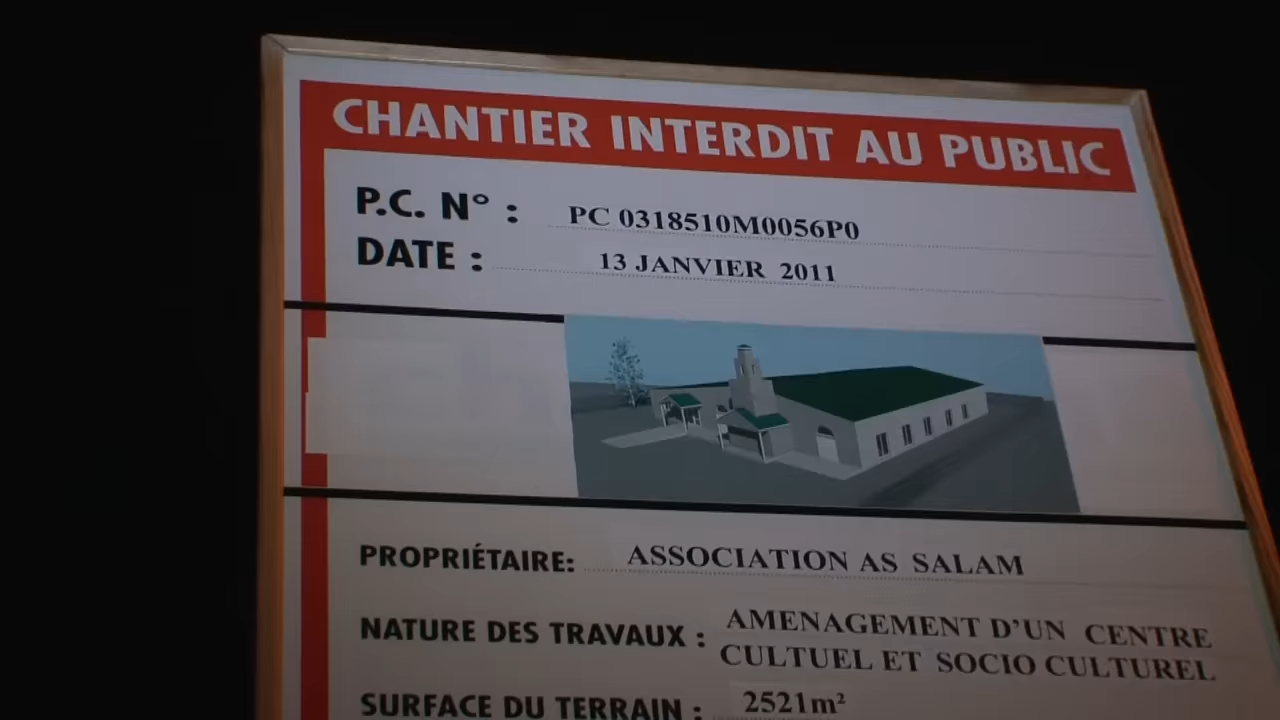 CHANTIER INTERDIT AU PUBLIC
P.C. N° : PC 0318510M0056P0
DATE : 13 JANVIER 2011
PROPRIÉTAIRE: ASSOCIATION AS SALAM
NATURE DES TRAVAUX : AMENAGEMENT D'UN CENTRE
CULTUEL ET SOCIO CULTUREL
SURFACE DU TERRAIN : 2521m²